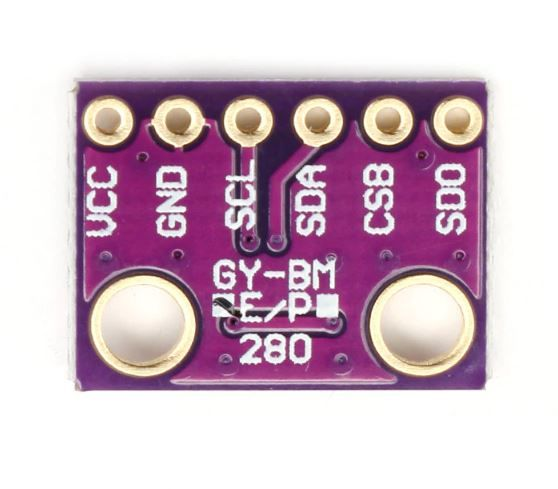 VCC GND SCL SDA CSB SDO
GY-BM
E/P
280